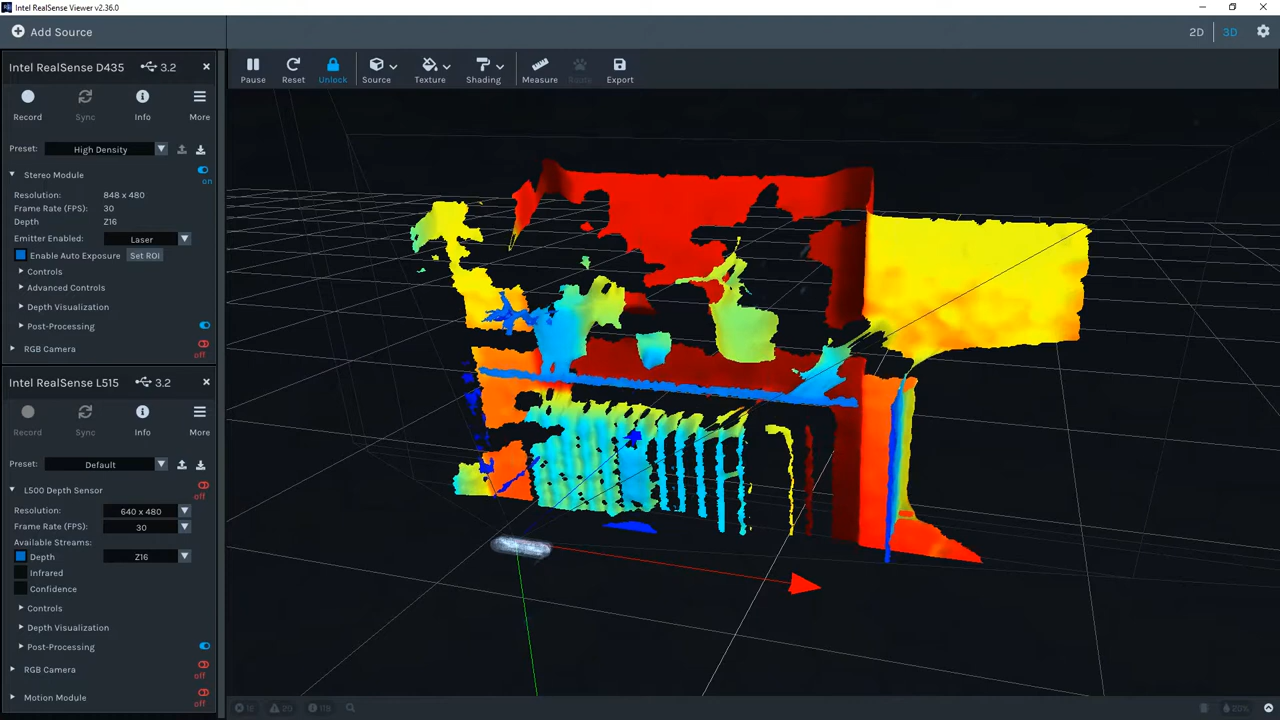 Intel RealSense Viewer v2.36.0
Add Source
2D 3D
Intel RealSense D435 3.2
Record Sync Info More
Preset: High Density
Stereo Module
on
Resolution: 848 x 480
Frame Rate (FPS): 30
Depth Z16
Emitter Enabled: Laser
Enable Auto Exposure Set ROI
Controls
Advanced Controls
Depth Visualization
Post-Processing
RGB Camera
off
Intel RealSense L515 3.2
Record Sync Info More
Preset: Default
L500 Depth Sensor
off
Resolution: 640 x 480
Frame Rate (FPS): 30
Available Streams:
Depth Z16
Infrared
Confidence
Controls
Depth Visualization
Post-Processing
RGB Camera
off
Motion Module
off
Pause Reset Unlock Source Texture Shading Measure Export
20 20%